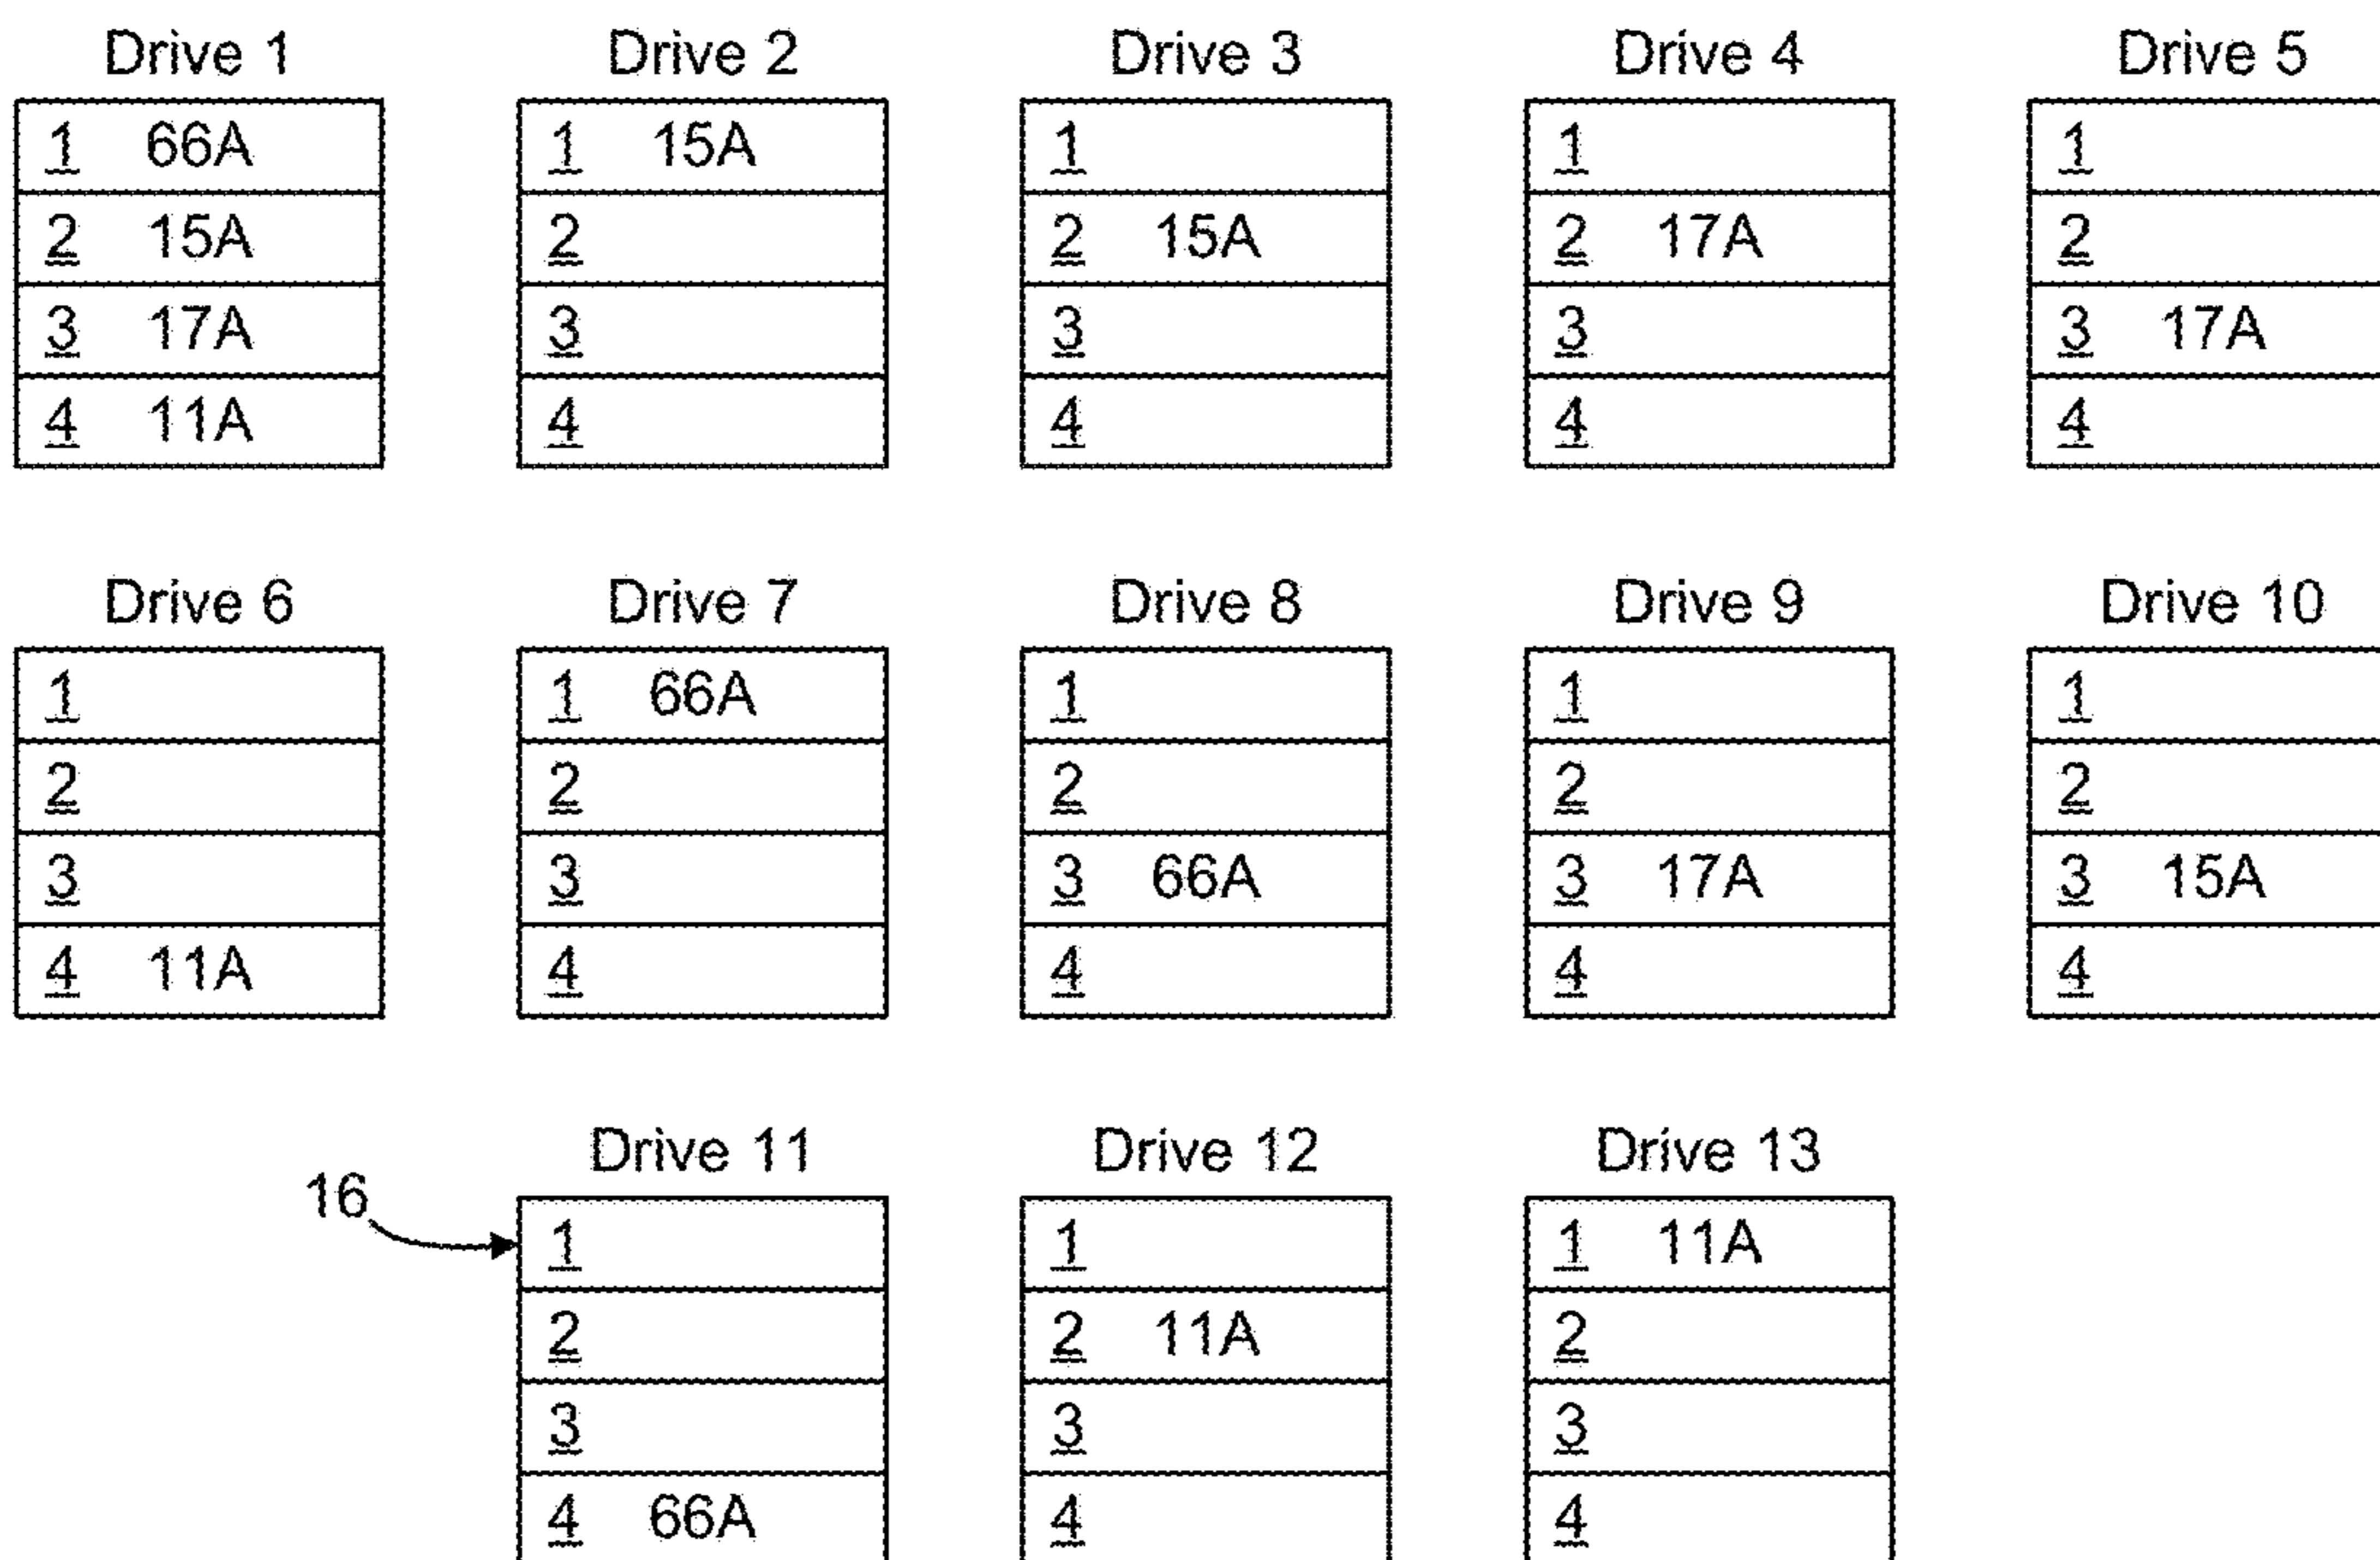 Drive 1 Drive 2 Drive 3 Drive 4 Drive 5
1 66A 1 15A 1 1 1
2 15A 2 2 15A 2 17A 2
3 17A 3 3 3 3 17A
4 11A 4 4 4 4
Drive 6 Drive 7 Drive 8 Drive 9 Drive 10
1 1 66A 1 1 1
2 2 2 2 2
3 3 3 66A 3 17A 3 15A
4 11A 4 4 4 4
Drive 11 Drive 12 Drive 13
16 1 1 1 11A
2 2 11A 2
3 3 3
4 66A 4 4